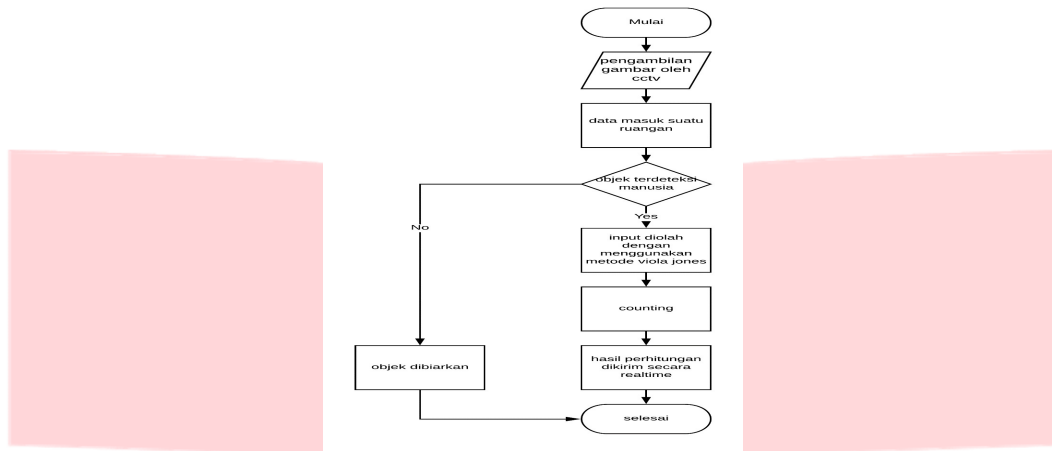 Mulai
pengambilan
gambar oleh
cctv
data masuk suatu
ruangan
objek terdeteksi
manusia
No
Yes
input diolah
dengan
menggunakan
metode viola jones
counting
objek dibiarkan
hasil perhitungan
dikirim secara
realtime
selesai